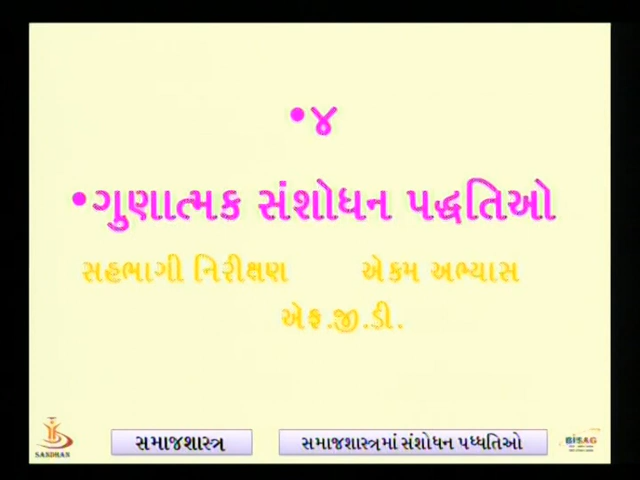 •૪
•ગુણાત્મક સંશોધન પદ્ધતિઓ
સહભાગી નિરીક્ષણ એકમ અભ્યાસ
એફ.જી.ડી.
SANDHAN
સમાજશાસ્ત્ર
સમાજશાસ્ત્રમાં સંશોધન પધ્ધતિઓ
BISAG